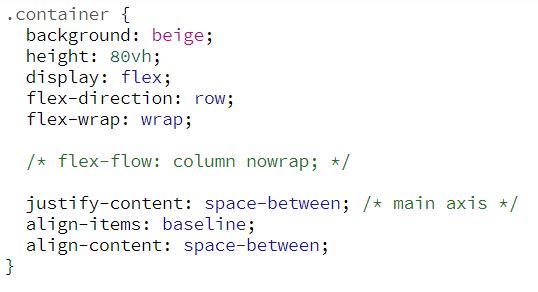 .container {
  background: beige;
  height: 80vh;
  display: flex;
  flex-direction: row;
  flex-wrap: wrap;
  /* flex-flow: column nowrap; */
  justify-content: space-between; /* main axis */
  align-items: baseline;
  align-content: space-between;
}